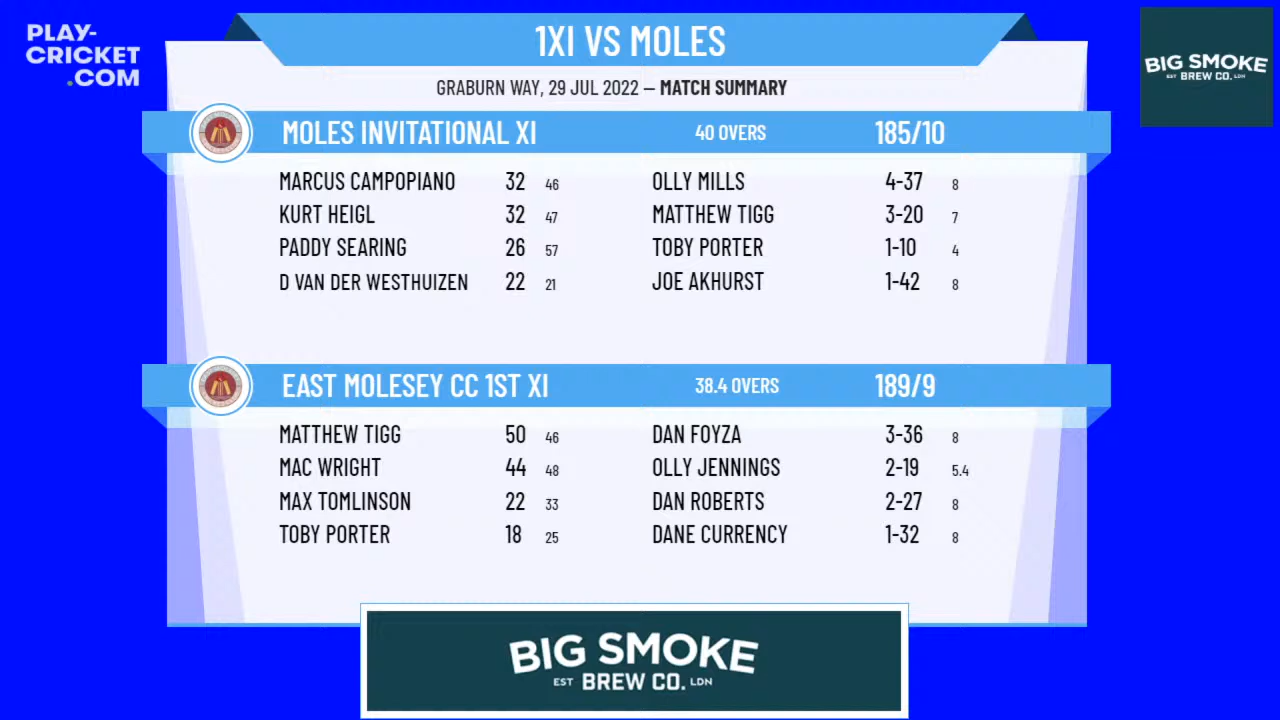 PLAY-
CRICKET
.COM
1XI VS MOLES
BIG SMOKE
EST BREW CO. LDN
GRABURN WAY, 29 JUL 2022 – MATCH SUMMARY
MOLES INVITATIONAL XI 40 OVERS 185/10
MARCUS CAMPOPIANO 32 46 OLLY MILLS 4-37 8
KURT HEIGL 32 47 MATTHEW TIGG 3-20 7
PADDY SEARING 26 57 TOBY PORTER 1-10 4
D VAN DER WESTHUIZEN 22 21 JOE AKHURST 1-42 8
EAST MOLESEY CC 1ST XI 38.4 OVERS 189/9
MATTHEW TIGG 50 46 DAN FOYZA 3-36 8
MAC WRIGHT 44 48 OLLY JENNINGS 2-19 5.4
MAX TOMLINSON 22 33 DAN ROBERTS 2-27 8
TOBY PORTER 18 25 DANE CURRENCY 1-32 8
BIG SMOKE
EST BREW CO. LDN